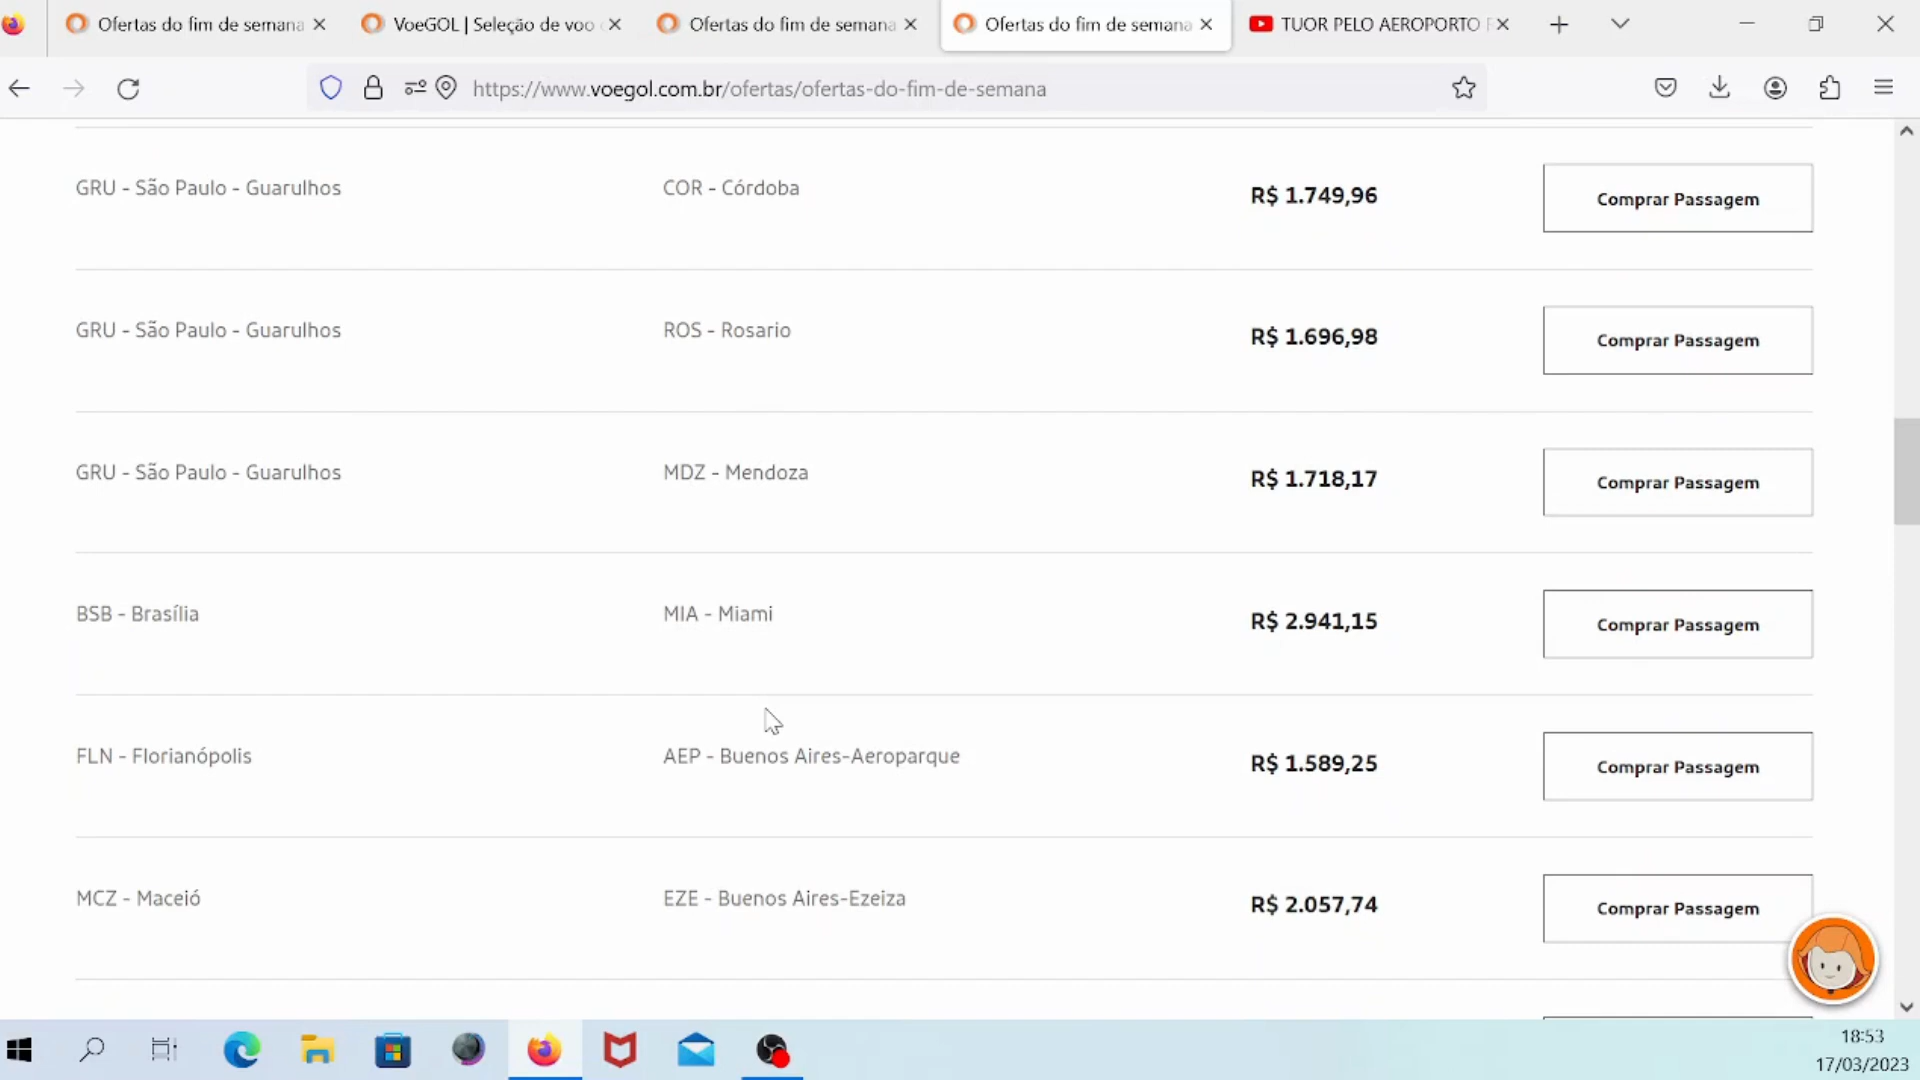 Ofertas do fim de semana
VoeGOL | Seleção de voo
Ofertas do fim de semana
Ofertas do fim de semana
TUOR PELO AEROPORTO
https://www.voegol.com.br/ofertas/ofertas-do-fim-de-semana
GRU - São Paulo - Guarulhos COR - Córdoba R$ 1.749,96 Comprar Passagem
GRU - São Paulo - Guarulhos ROS - Rosario R$ 1.696,98 Comprar Passagem
GRU - São Paulo - Guarulhos MDZ - Mendoza R$ 1.718,17 Comprar Passagem
BSB - Brasília MIA - Miami R$ 2.941,15 Comprar Passagem
FLN - Florianópolis AEP - Buenos Aires-Aeroparque R$ 1.589,25 Comprar Passagem
MCZ - Maceió EZE - Buenos Aires-Ezeiza R$ 2.057,74 Comprar Passagem
18:53
17/03/2023